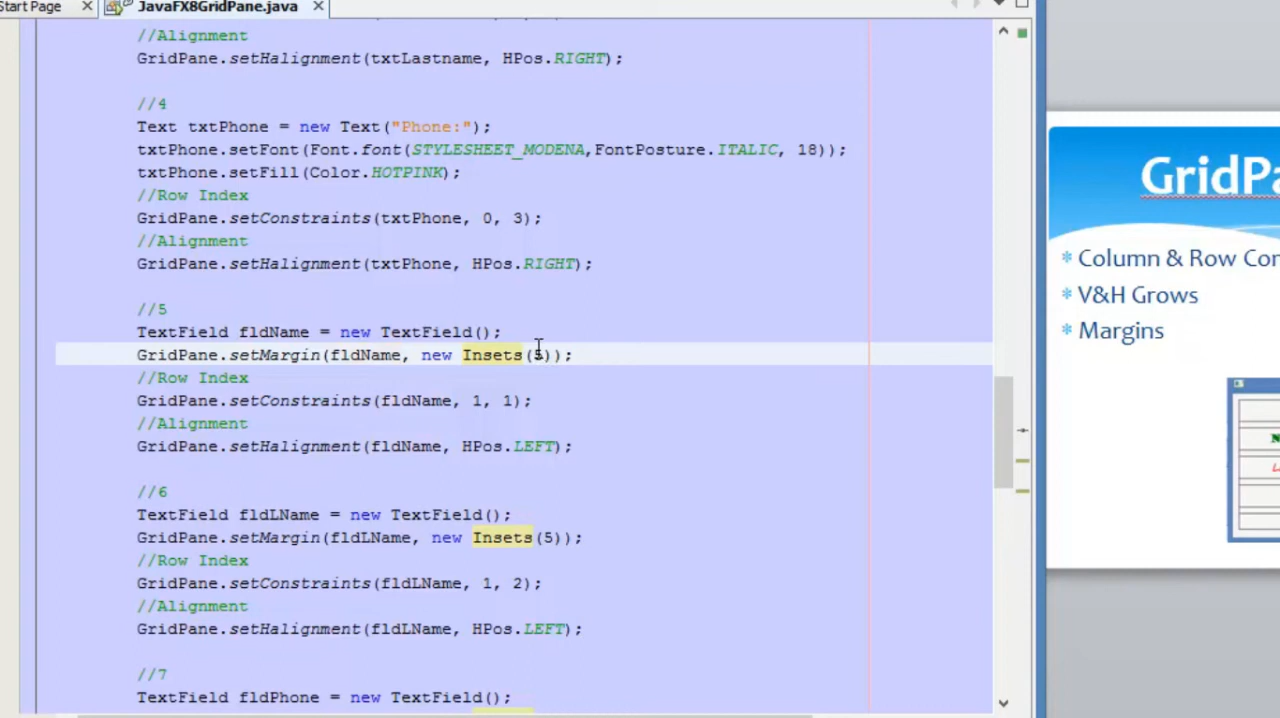 Start Page
JavaFX8GridPane.java
//Alignment
GridPane.setHalignment(txtLastname, HPos.RIGHT);
//4
Text txtPhone = new Text("Phone:");
txtPhone.setFont(Font.font(STYLESHEET_MODENA,FontPosture.ITALIC, 18));
txtPhone.setFill(Color.HOTPINK);
//Row Index
GridPane.setConstraints(txtPhone, 0, 3);
//Alignment
GridPane.setHalignment(txtPhone, HPos.RIGHT);
//5
TextField fldName = new TextField();
GridPane.setMargin(fldName, new Insets(5));
//Row Index
GridPane.setConstraints(fldName, 1, 1);
//Alignment
GridPane.setHalignment(fldName, HPos.LEFT);
//6
TextField fldLName = new TextField();
GridPane.setMargin(fldLName, new Insets(5));
//Row Index
GridPane.setConstraints(fldLName, 1, 2);
//Alignment
GridPane.setHalignment(fldLName, HPos.LEFT);
//7
TextField fldPhone = new TextField();
GridPa
* Column & Row Con
* V&H Grows
* Margins